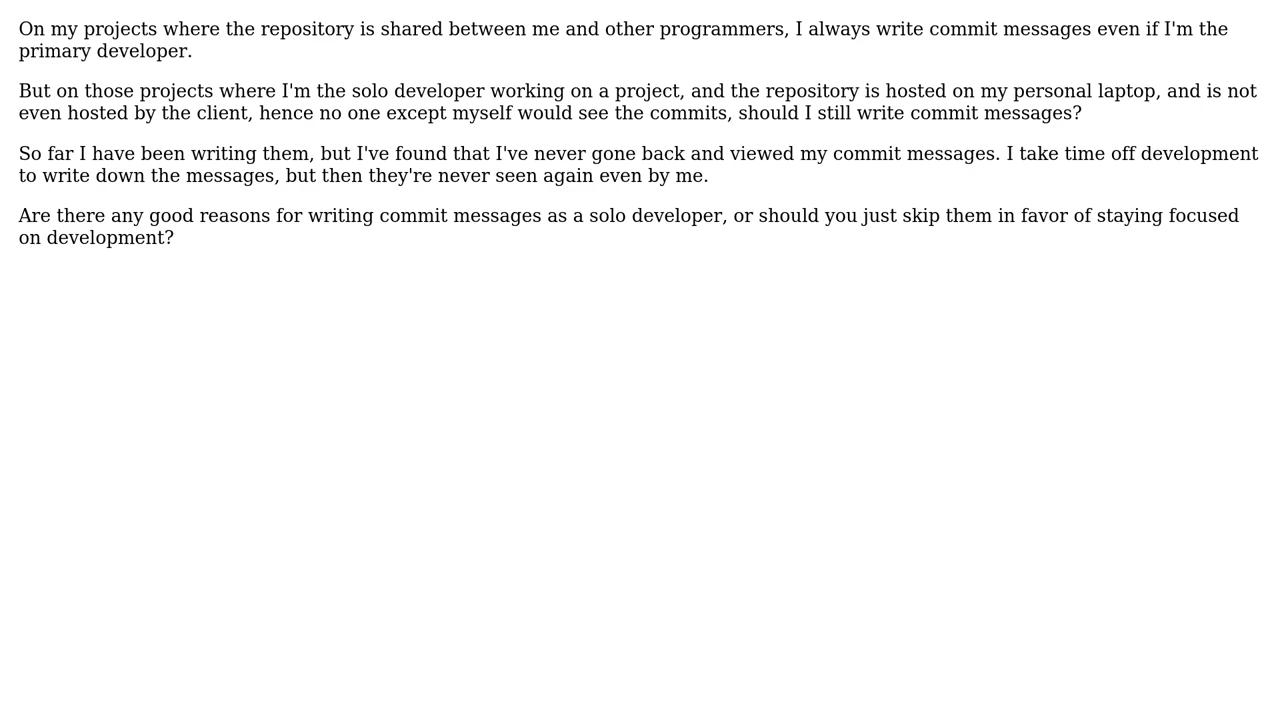 On my projects where the repository is shared between me and other programmers, I always write commit messages even if I'm the
primary developer.
But on those projects where I'm the solo developer working on a project, and the repository is hosted on my personal laptop, and is not
even hosted by the client, hence no one except myself would see the commits, should I still write commit messages?
So far I have been writing them, but I've found that I've never gone back and viewed my commit messages. I take time off development
to write down the messages, but then they're never seen again even by me.
Are there any good reasons for writing commit messages as a solo developer, or should you just skip them in favor of staying focused
on development?